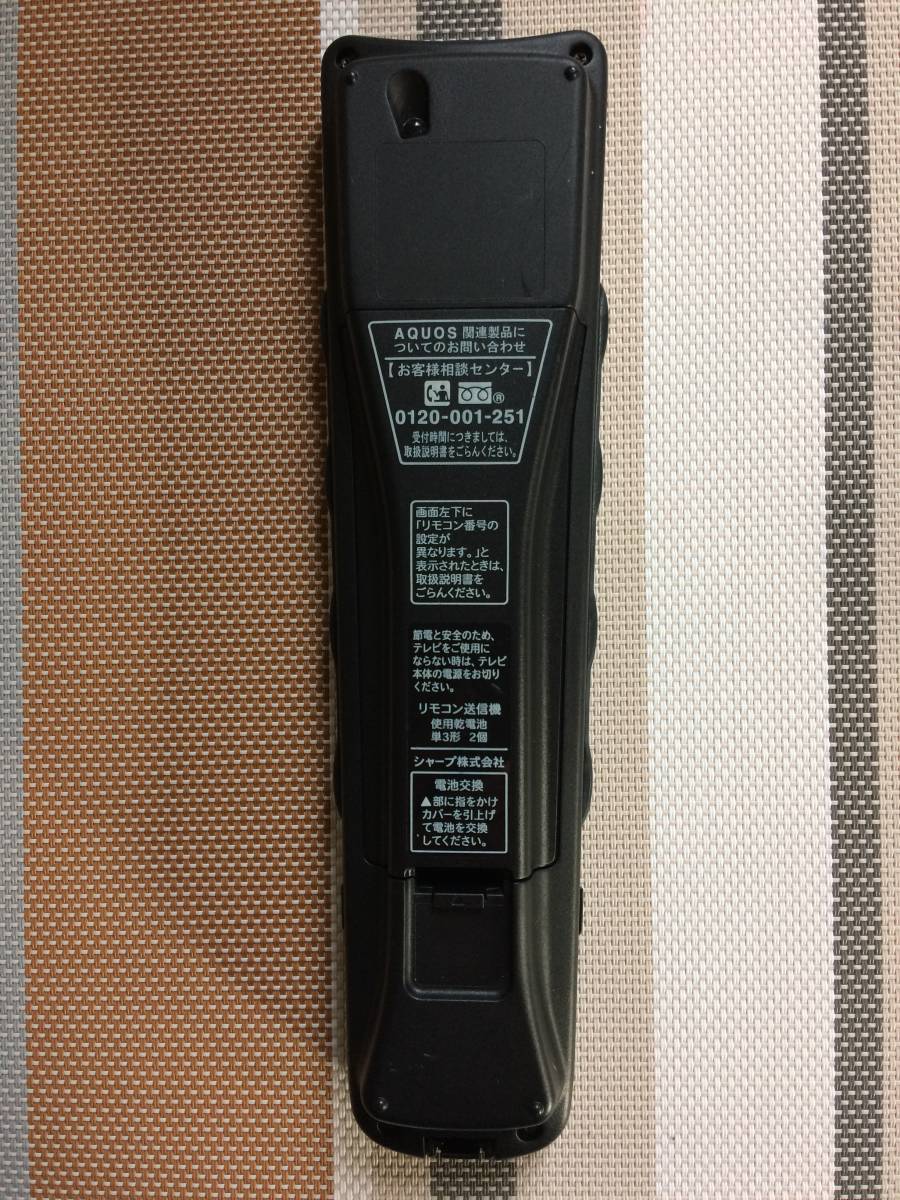 AQUOS 関連製品に
ついてのお問い合わせ
【お客様相談センター】
®
0120-001-251
受付時間につきましては、
取扱説明書をごらんください。
画面左下に
「リモコン番号の
設定が
異なります。」と
表示されたときは、
取扱説明書を
ごらんください。
節電と安全のため、
テレビをご使用に
ならない時は、テレビ
本体の電源をお切り
ください。
リモコン送信機
使用乾電池
単3形 2個
シャープ株式会社
電池交換
▲部に指をかけ
カバーを引上げ
て電池を交換
してください。